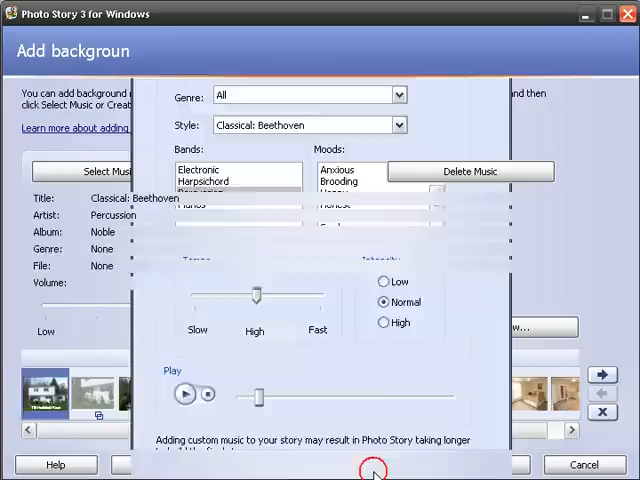 Photo Story 3 for Windows
Add backgroun
You can add background
then
click Select Music or Creat
Learn more about adding
Genre: All
Style: Classical: Beethoven
Bands: Moods:
Electronic Anxious
Harpsichord Brooding
Select Musi
Delete Music
Title: Classical: Beethoven
Artist: Percussion
Album: Noble
Genre: None
File: None
Volume:
Low
Low
Normal
High
Slow High Fast
w...
Play
Adding custom music to your story may result in Photo Story taking longer
Help
Cancel